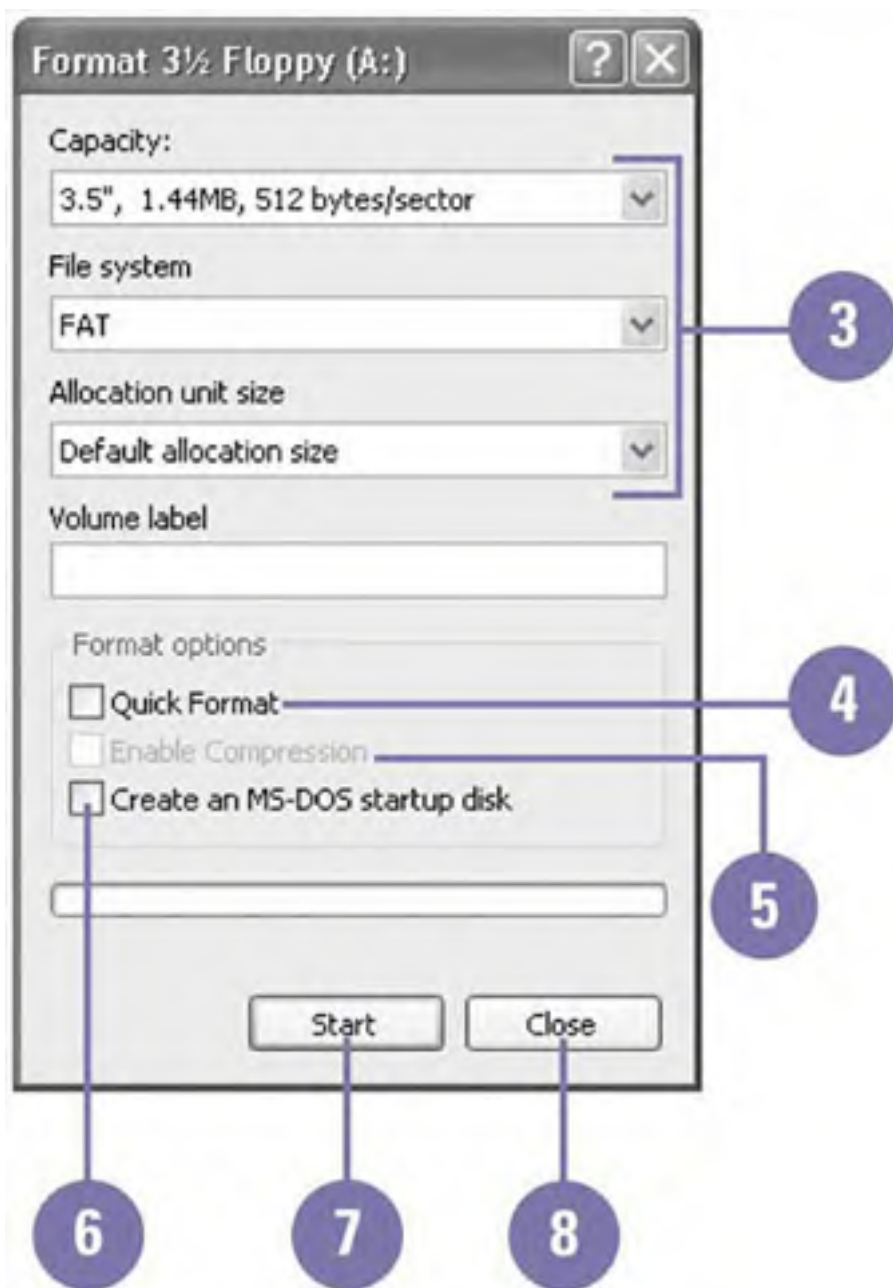 Format 3½ Floppy (A:)
Capacity:
3.5", 1.44MB, 512 bytes/sector
File system
FAT
3
Allocation unit size
Default allocation size
Volume label
Format options
Quick Format
4
Enable Compression
Create an MS-DOS startup disk
5
Start
Close
6
7
8